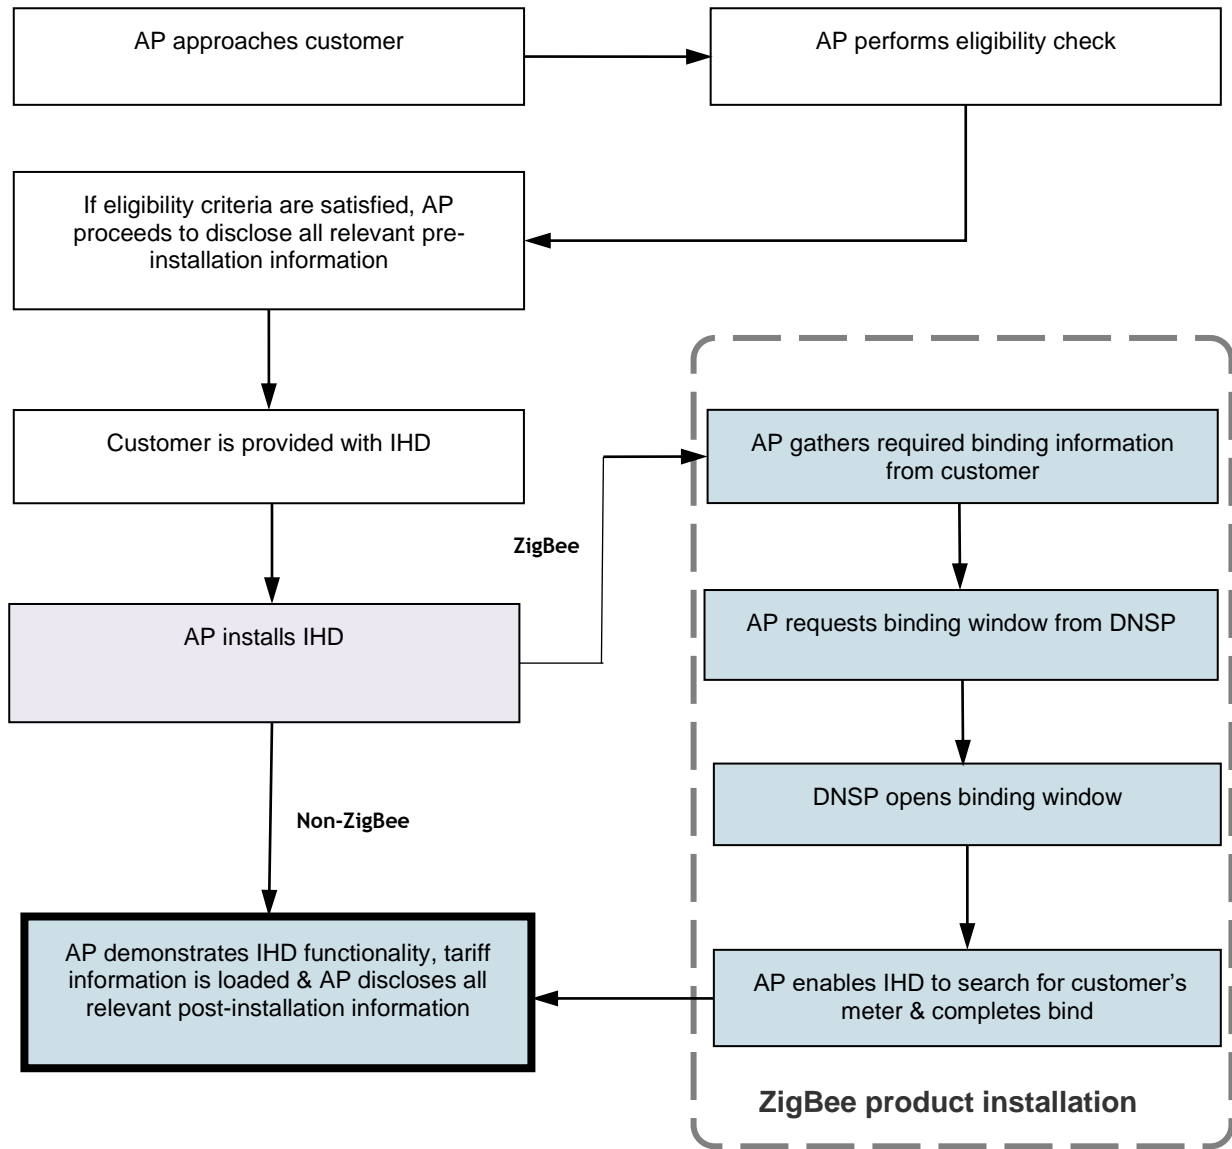 AP approaches customer
AP performs eligibility check
If eligibility criteria are satisfied, AP
proceeds to disclose all relevant pre-
installation information
Customer is provided with IHD
AP gathers required binding information
from customer
ZigBee
AP installs IHD
AP requests binding window from DNSP
DNSP opens binding window
Non-ZigBee
AP demonstrates IHD functionality, tariff
information is loaded & AP discloses all
relevant post-installation information
AP enables IHD to search for customer’s
meter & completes bind
ZigBee product installation